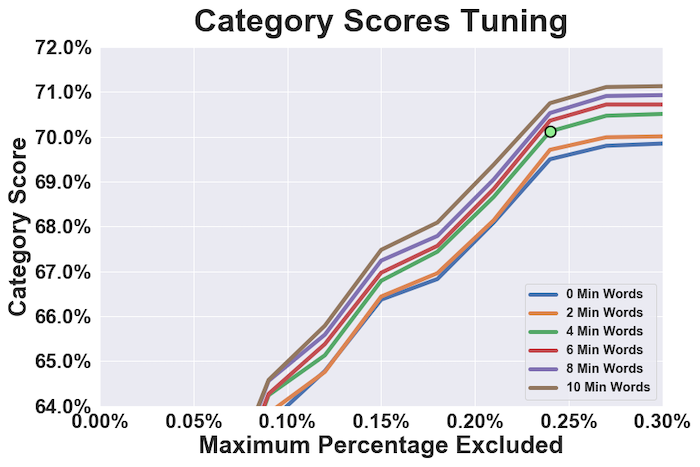 Category Scores Tuning
72.0%
71.0%
70.0%
69.0%
68.0%
67.0%
66.0%
65.0%
64.0%
Category Score
0 Min Words
2 Min Words
4 Min Words
6 Min Words
8 Min Words
10 Min Words
0.00% 0.05% 0.10% 0.15% 0.20% 0.25% 0.30%
Maximum Percentage Excluded